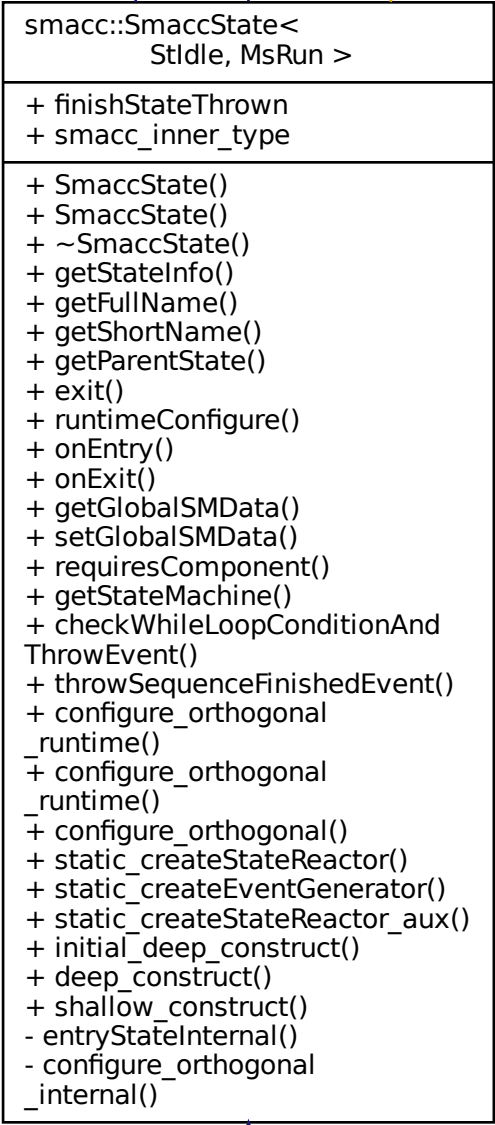 smacc::SmaccState<
StIdle, MsRun >
+ finishStateThrown
+ smacc_inner_type
+ SmaccState()
+ SmaccState()
+ ~SmaccState()
+ getStateInfo()
+ getFullName()
+ getShortName()
+ getParentState()
+ exit()
+ runtimeConfigure()
+ onEntry()
+ onExit()
+ getGlobalSMData()
+ setGlobalSMData()
+ requiresComponent()
+ getStateMachine()
+ checkWhileLoopConditionAnd
ThrowEvent()
+ throwSequenceFinishedEvent()
+ configure_orthogonal
_runtime()
+ configure_orthogonal
_runtime()
+ configure_orthogonal()
+ static_createStateReactor()
+ static_createEventGenerator()
+ static_createStateReactor_aux()
+ initial_deep_construct()
+ deep_construct()
+ shallow_construct()
- entryStateInternal()
- configure_orthogonal
_internal()